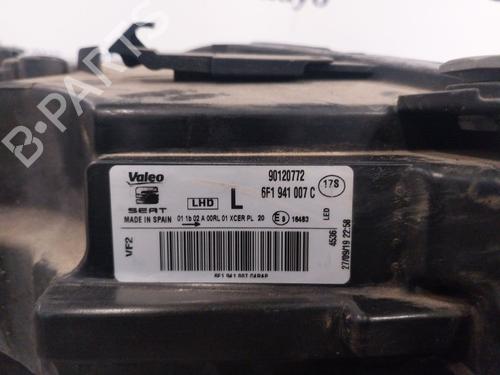 B-PARTS
Valeo
SEAT
MADE IN SPAIN
LHD
L
90120772
6F1 941 007 C
17S
01 1b 02 A 00RL 01 XCER PL 20
E9 16483
LED
4536
27/09/19 22:58
VF2